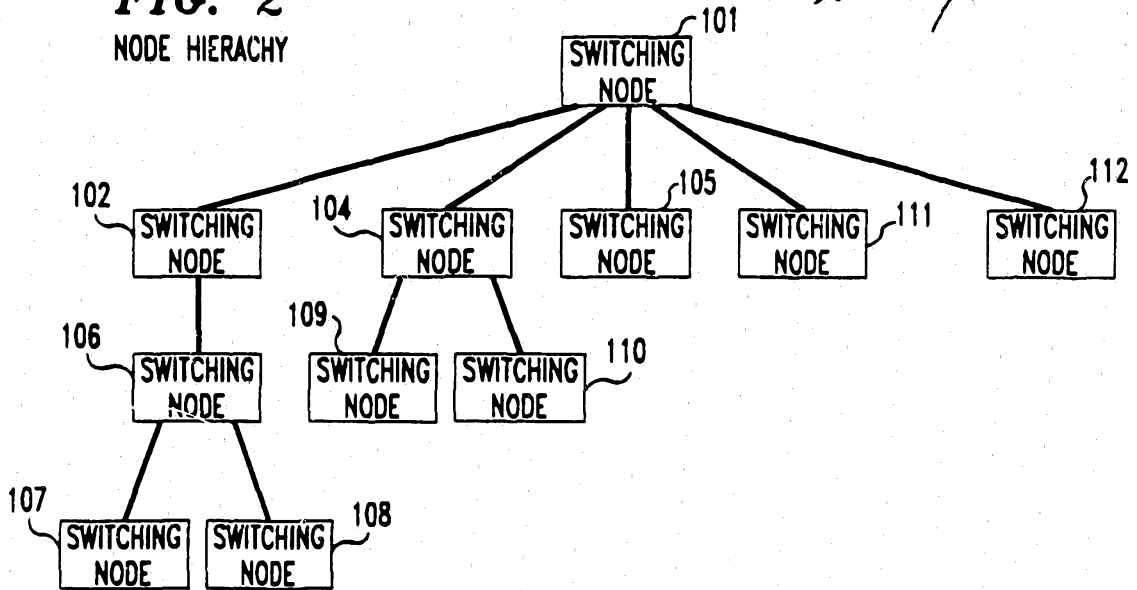 FIG. 2
NODE HIERACHY
101
SWITCHING
NODE
102
SWITCHING
NODE
104
SWITCHING
NODE
105
SWITCHING
NODE
111
SWITCHING
NODE
112
SWITCHING
NODE
106
SWITCHING
NODE
109
SWITCHING
NODE
110
SWITCHING
NODE
107
SWITCHING
NODE
108
SWITCHING
NODE